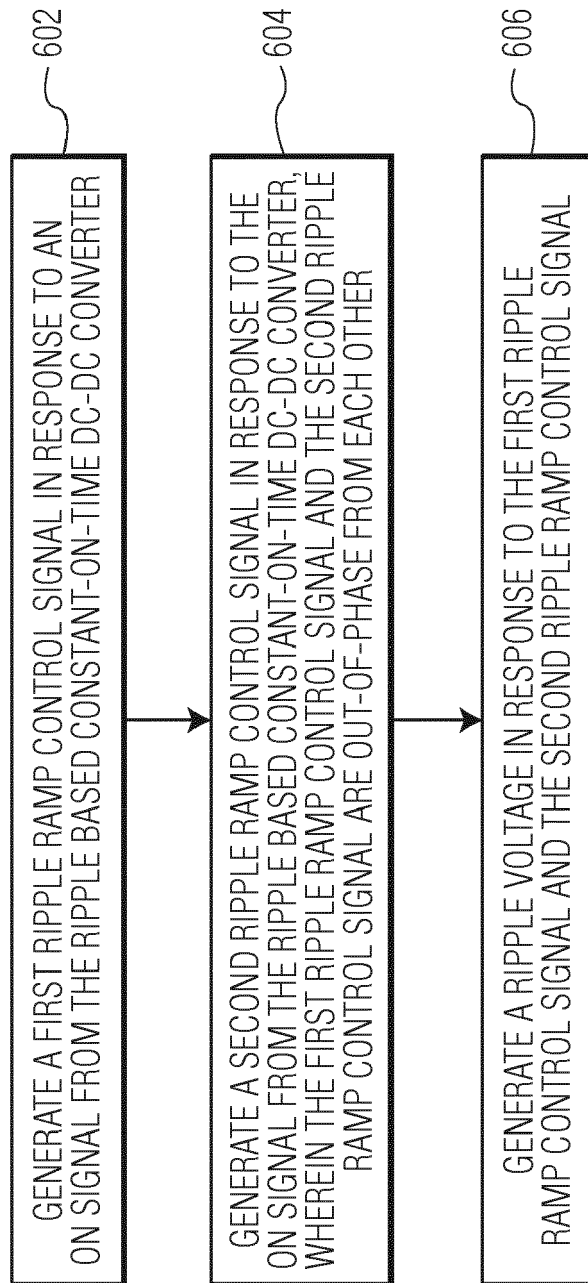 GENERATE A FIRST RIPPLE RAMP CONTROL SIGNAL IN RESPONSE TO AN
ON SIGNAL FROM THE RIPPLE BASED CONSTANT-ON-TIME DC-DC CONVERTER
602
GENERATE A SECOND RIPPLE RAMP CONTROL SIGNAL IN RESPONSE TO THE
ON SIGNAL FROM THE RIPPLE BASED CONSTANT-ON-TIME DC-DC CONVERTER,
WHEREIN THE FIRST RIPPLE RAMP CONTROL SIGNAL AND THE SECOND RIPPLE
RAMP CONTROL SIGNAL ARE OUT-OF-PHASE FROM EACH OTHER
604
GENERATE A RIPPLE VOLTAGE IN RESPONSE TO THE FIRST RIPPLE
RAMP CONTROL SIGNAL AND THE SECOND RIPPLE RAMP CONTROL SIGNAL
606